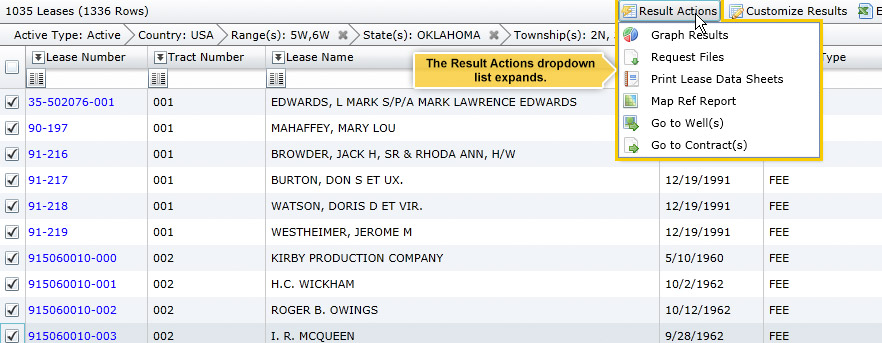 1035 Leases (1336 Rows) Result Actions Customize Results E
Active Type: Active Country: USA Range(s): 5W,6W State(s): OKLAHOMA Township(s): 2N,
Graph Results
Request Files
Print Lease Data Sheets
Map Ref Report
Go to Well(s)
Go to Contract(s)
The Result Actions dropdown
list expands.
Lease Number Tract Number Lease Name Type
35-502076-001 001 EDWARDS, L MARK S/P/A MARK LAWRENCE EDWARDS
90-197 001 MAHAFFEY, MARY LOU
91-216 001 BROWDER, JACK H, SR & RHODA ANN, H/W
91-217 001 BURTON, DON S ET UX. 12/19/1991 FEE
91-218 001 WATSON, DORIS D ET VIR. 12/19/1991 FEE
91-219 001 WESTHEIMER, JEROME M 12/19/1991 FEE
915060010-000 002 KIRBY PRODUCTION COMPANY 5/10/1960 FEE
915060010-001 002 H.C. WICKHAM 10/2/1962 FEE
915060010-002 002 ROGER B. OWINGS 10/12/1962 FEE
915060010-003 002 I. R. MCQUEEN 9/28/1962 FEE